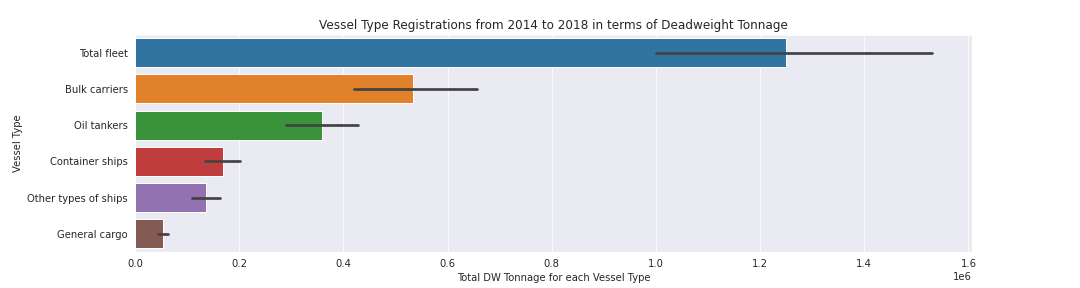 Vessel Type Registrations from 2014 to 2018 in terms of Deadweight Tonnage
Total fleet
Bulk carriers
Oil tankers
Container ships
Other types of ships
General cargo
Vessel Type
0.0 0.2 0.4 0.6 0.8 1.0 1.2 1.4 1.6
1e6
Total DW Tonnage for each Vessel Type